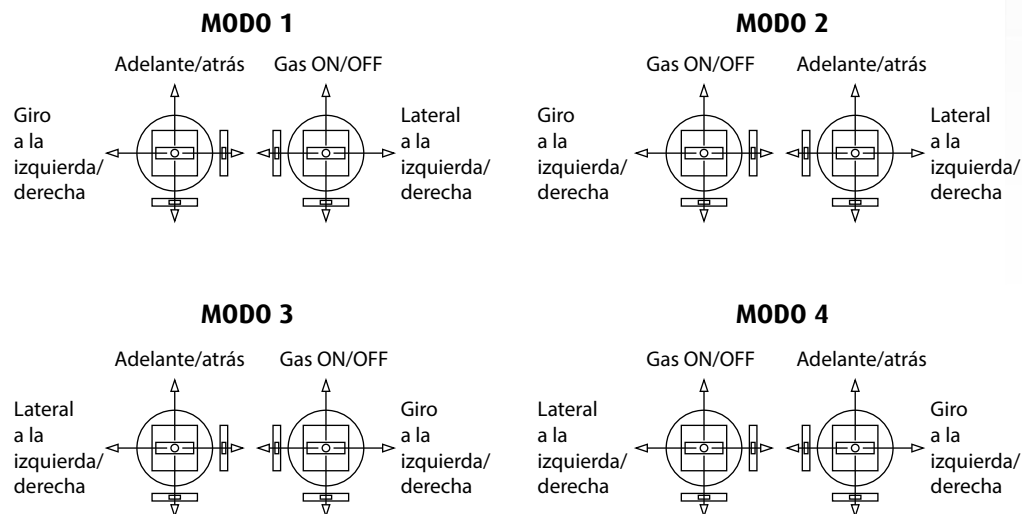 MODO 1
Adelante/atrás
Gas ON/OFF
Giro
a la
izquierda/
derecha
Lateral
a la
izquierda/
derecha
MODO 2
Gas ON/OFF
Adelante/atrás
Giro
a la
izquierda/
derecha
Lateral
a la
izquierda/
derecha
MODO 3
Adelante/atrás
Gas ON/OFF
Lateral
a la
izquierda/
derecha
Giro
a la
izquierda/
derecha
MODO 4
Gas ON/OFF
Adelante/atrás
Lateral
a la
izquierda/
derecha
Giro
a la
izquierda/
derecha